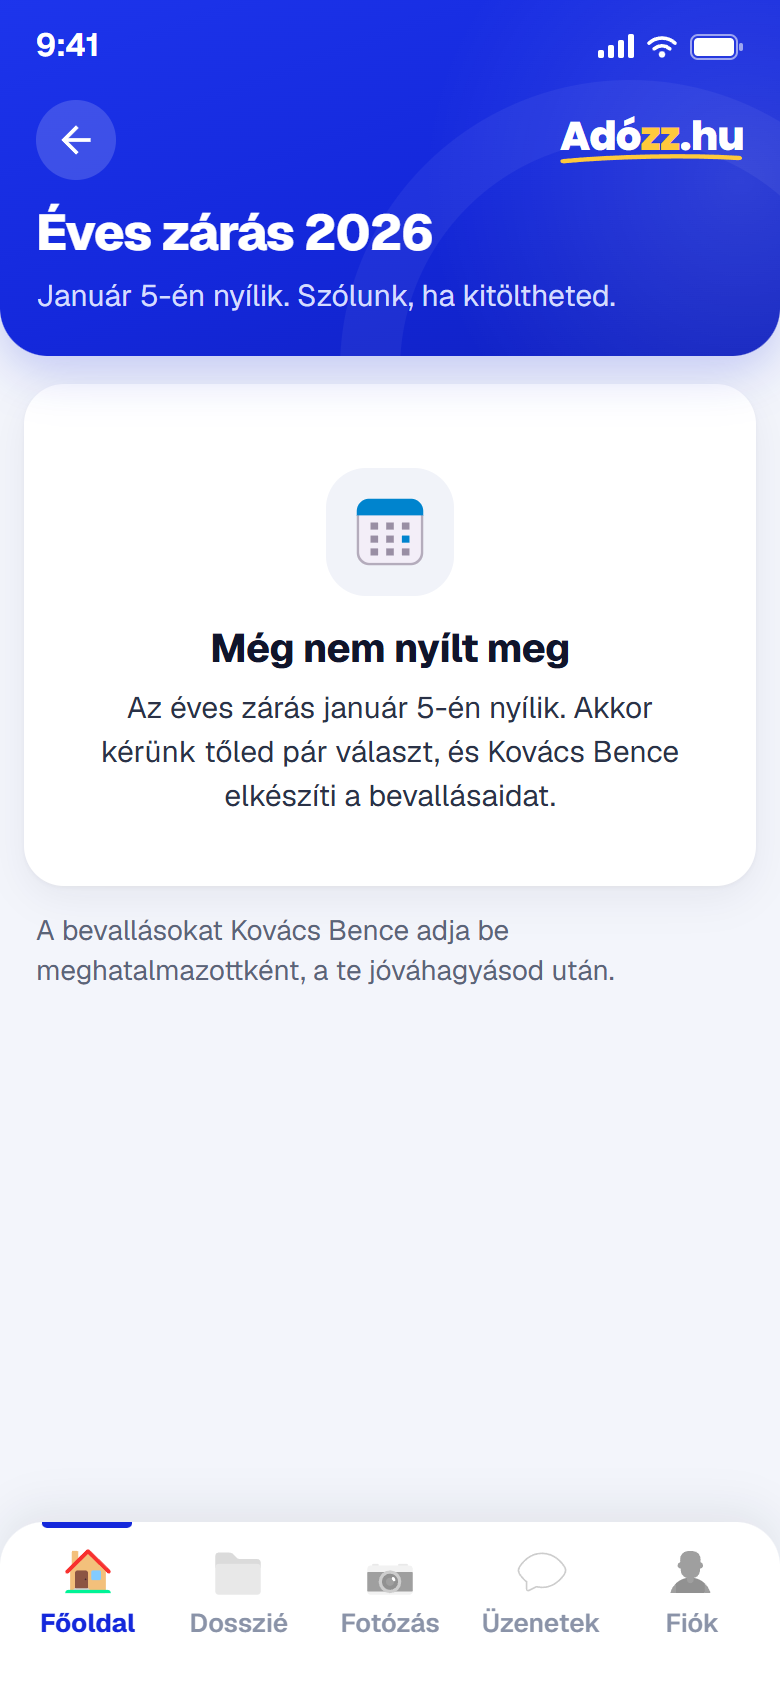 9:41
Adózz.hu
Éves zárás 2026
Január 5-én nyílik. Szólunk, ha kitöltheted.
Még nem nyílt meg
Az éves zárás január 5-én nyílik. Akkor
kérünk tőled pár választ, és Kovács Bence
elkészíti a bevallásaidat.
A bevallásokat Kovács Bence adja be
meghatalmazottként, a te jóváhagyásod után.
Főoldal
Dosszié
Fotózás
Üzenetek
Fiók